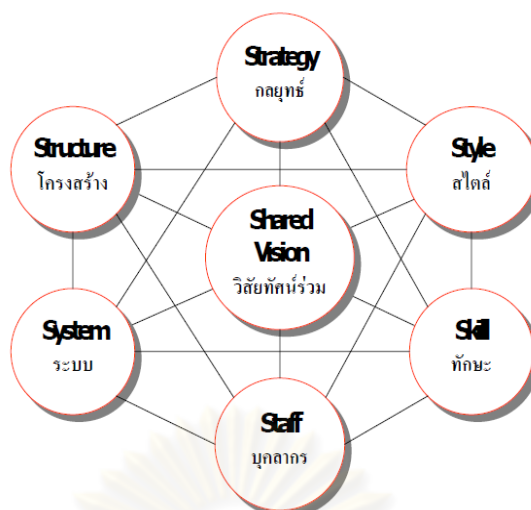 Strategy
กลยุทธ์
Structure
โครงสร้าง
Style
สไตล์
Shared
Vision
วิสัยทัศน์ร่วม
System
ระบบ
Skill
ทักษะ
Staff
บุคลากร